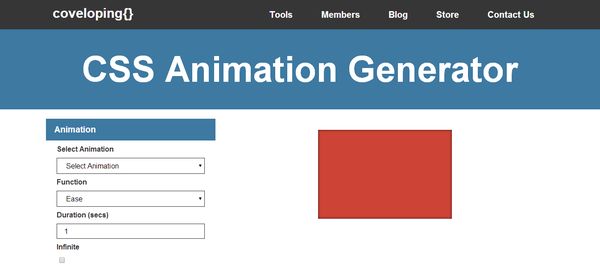 coveloping{} Tools Members Blog Store Contact Us
CSS Animation Generator
Animation
Select Animation
Select Animation
Function
Ease
Duration (secs)
1
Infinite